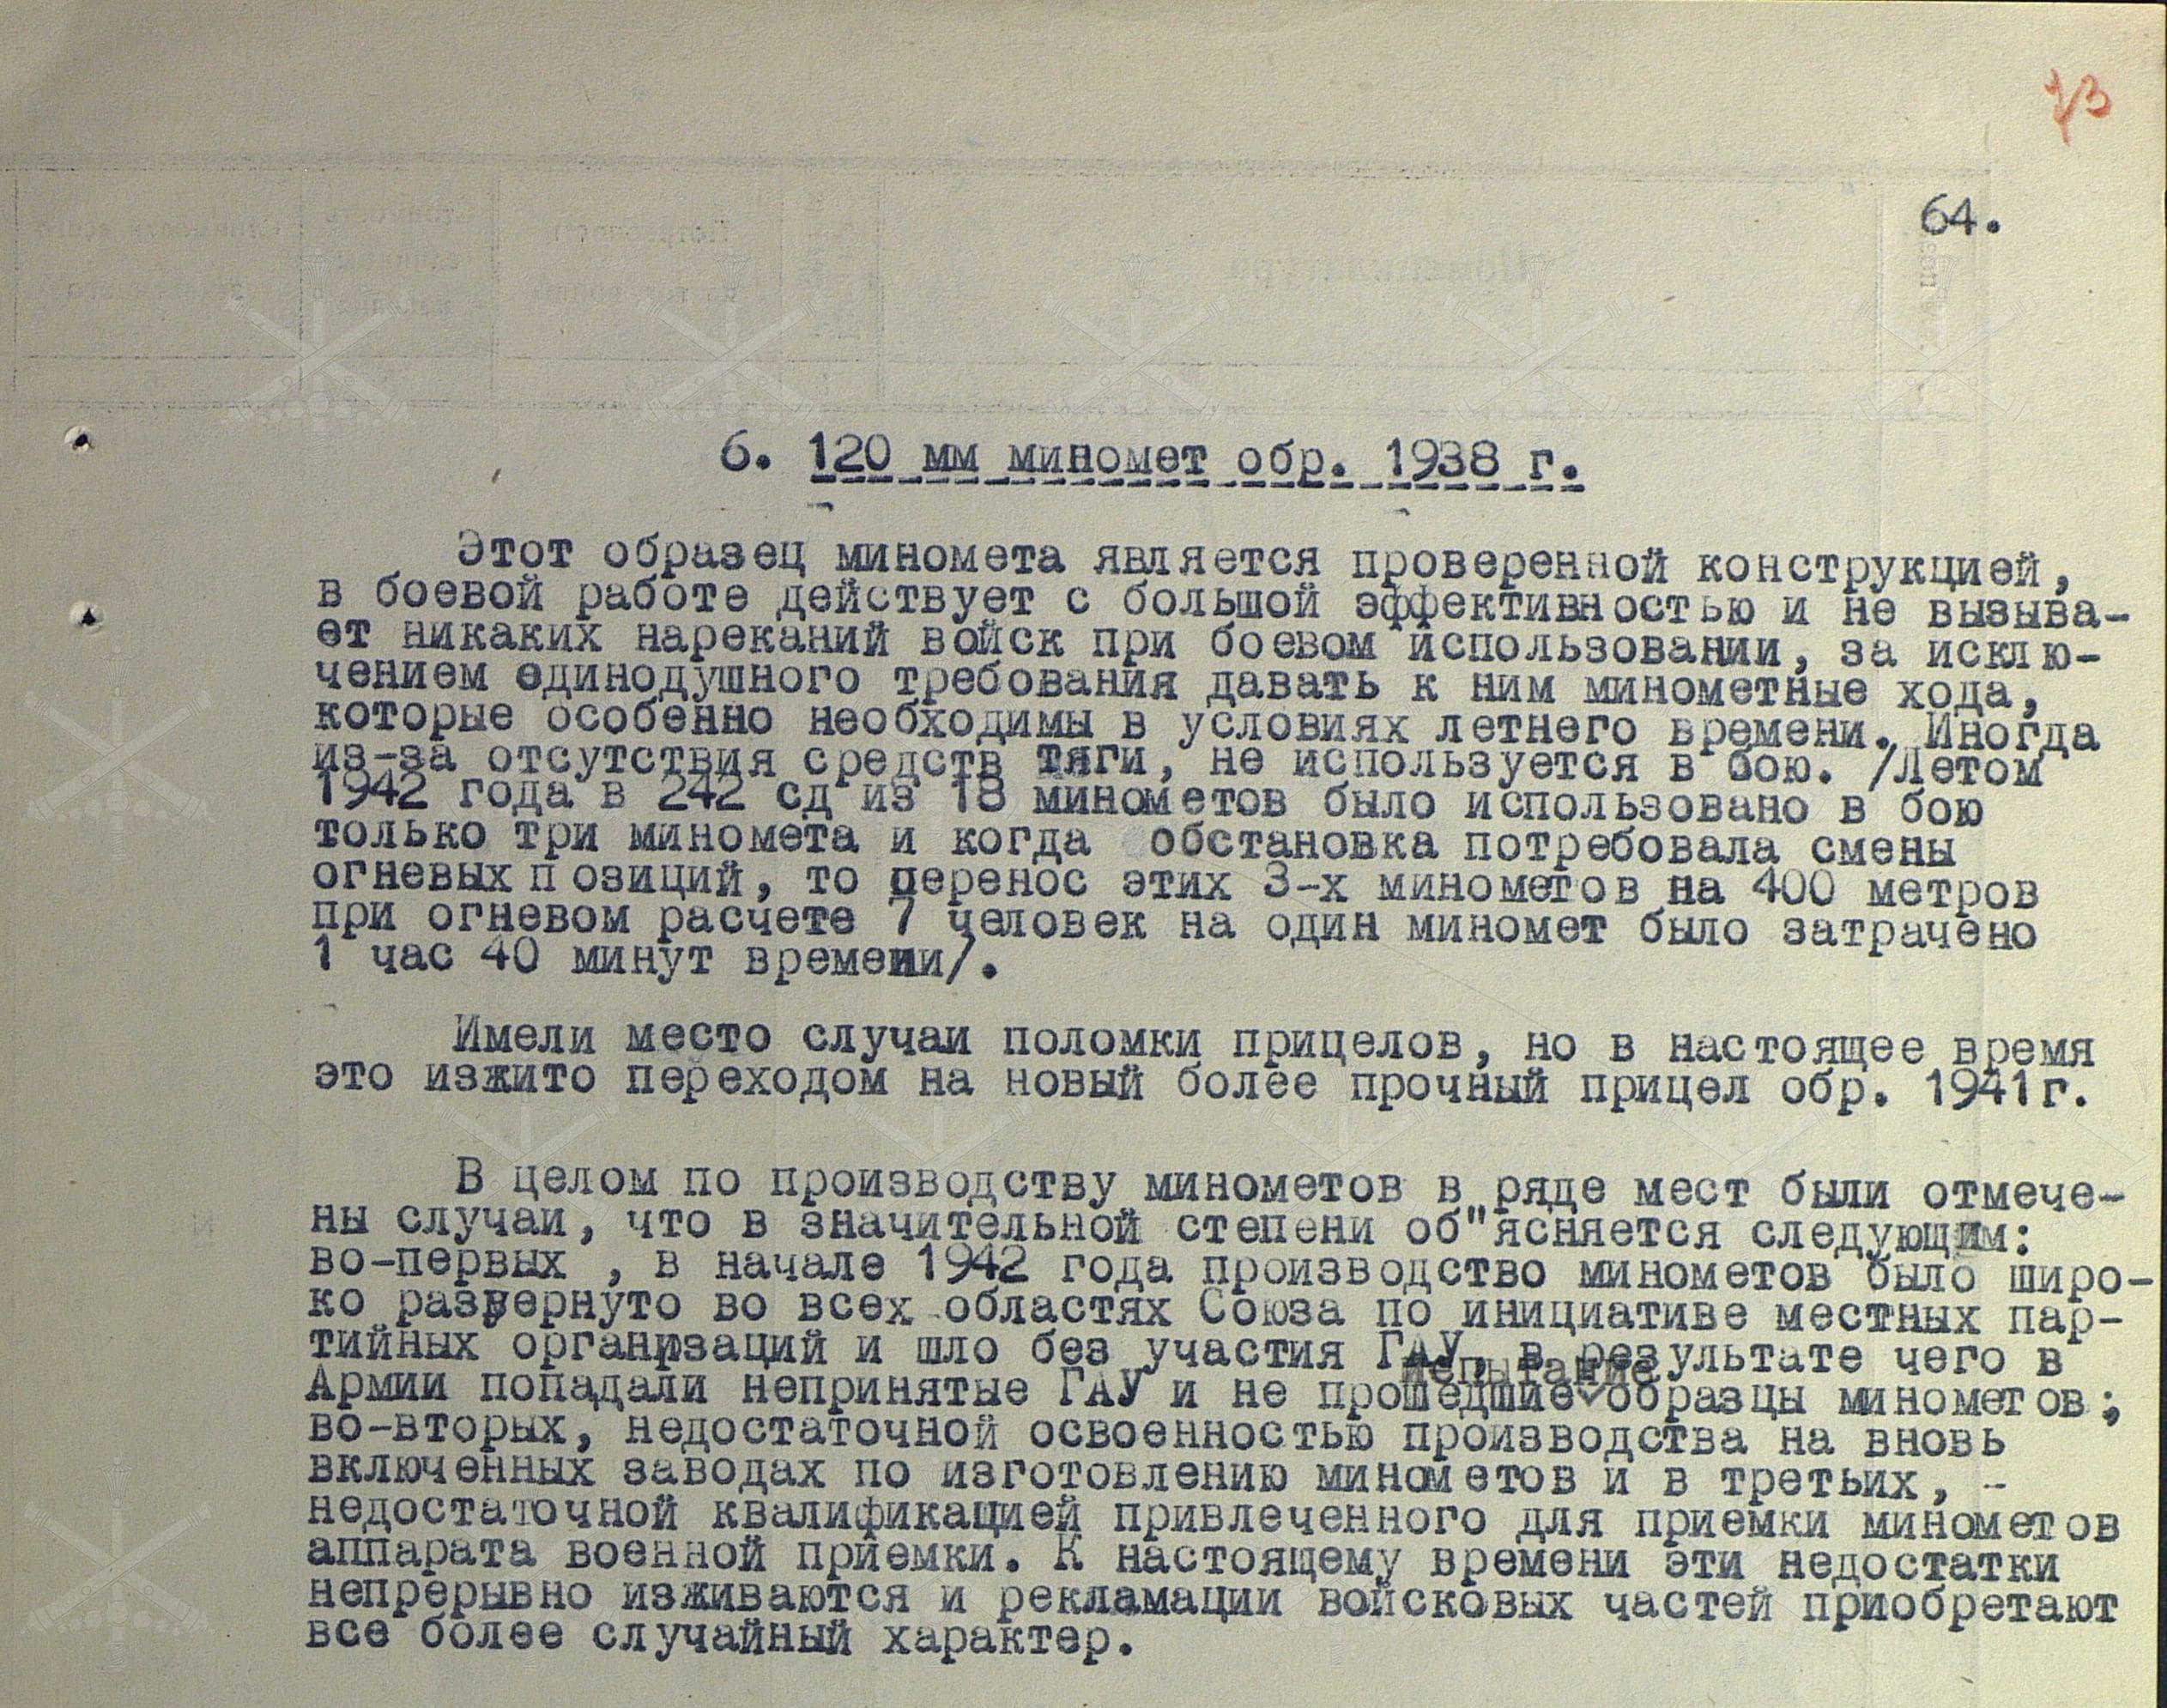 73
64.
6. 120 мм миномет обр. 1938 г.
Этот образец миномета является проверенной конструкцией,
в боевой работе действует с большой эффективностью и не вызыва-
ет никаких нареканий войск при боевом использовании, за исклю-
чением единодушного требования давать к ним минометные хода,
которые особенно необходимы в условиях летнего времени. Иногда
из-за отсутствия средств тяги, не используется в бою. /Летом
1942 года в 242 сд из 18 минометов было использовано в бою
только три миномета и когда обстановка потребовала смены
огневых позиций, то перенос этих 3-х минометов на 400 метров
при огневом расчете 7 человек на один миномет было затрачено
1 час 40 минут времени/.
Имели место случаи поломки прицелов, но в настоящее время
это изжито переходом на новый более прочный прицел обр. 1941г.
В целом по производству минометов в ряде мест были отмече-
ны случаи, что в значительной степени об"ясняется следующим:
во-первых , в начале 1942 года производство минометов было широ-
ко развернуто во всех областях Союза по инициативе местных пар-
тийных организаций и шло без участия ГАУ, в результате чего в
испытание
Армии попадали непринятые ГАУ и не прошедшие образцы минометов;
во-вторых, недостаточной освоенностью производства на вновь
включенных заводах по изготовлению минометов и в третьих, -
недостаточной квалификацией привлеченного для приемки минометов
аппарата военной приемки. К настоящему времени эти недостатки
непрерывно изживаются и рекламации войсковых частей приобретают
все более случайный характер.